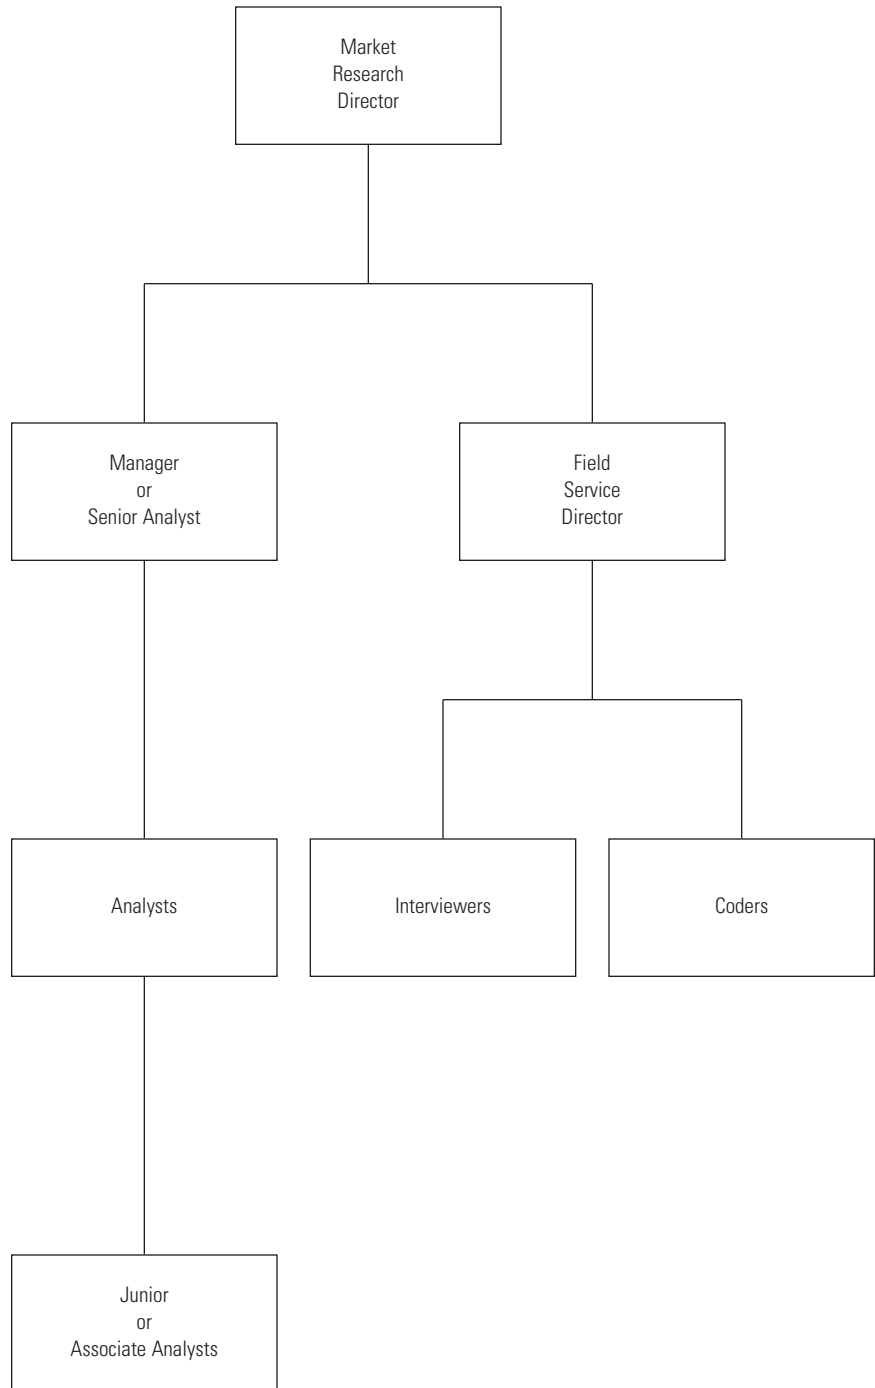 Market
Research
Director
Manager
or
Senior Analyst
Field
Service
Director
Analysts
Interviewers
Coders
Junior
or
Associate Analysts